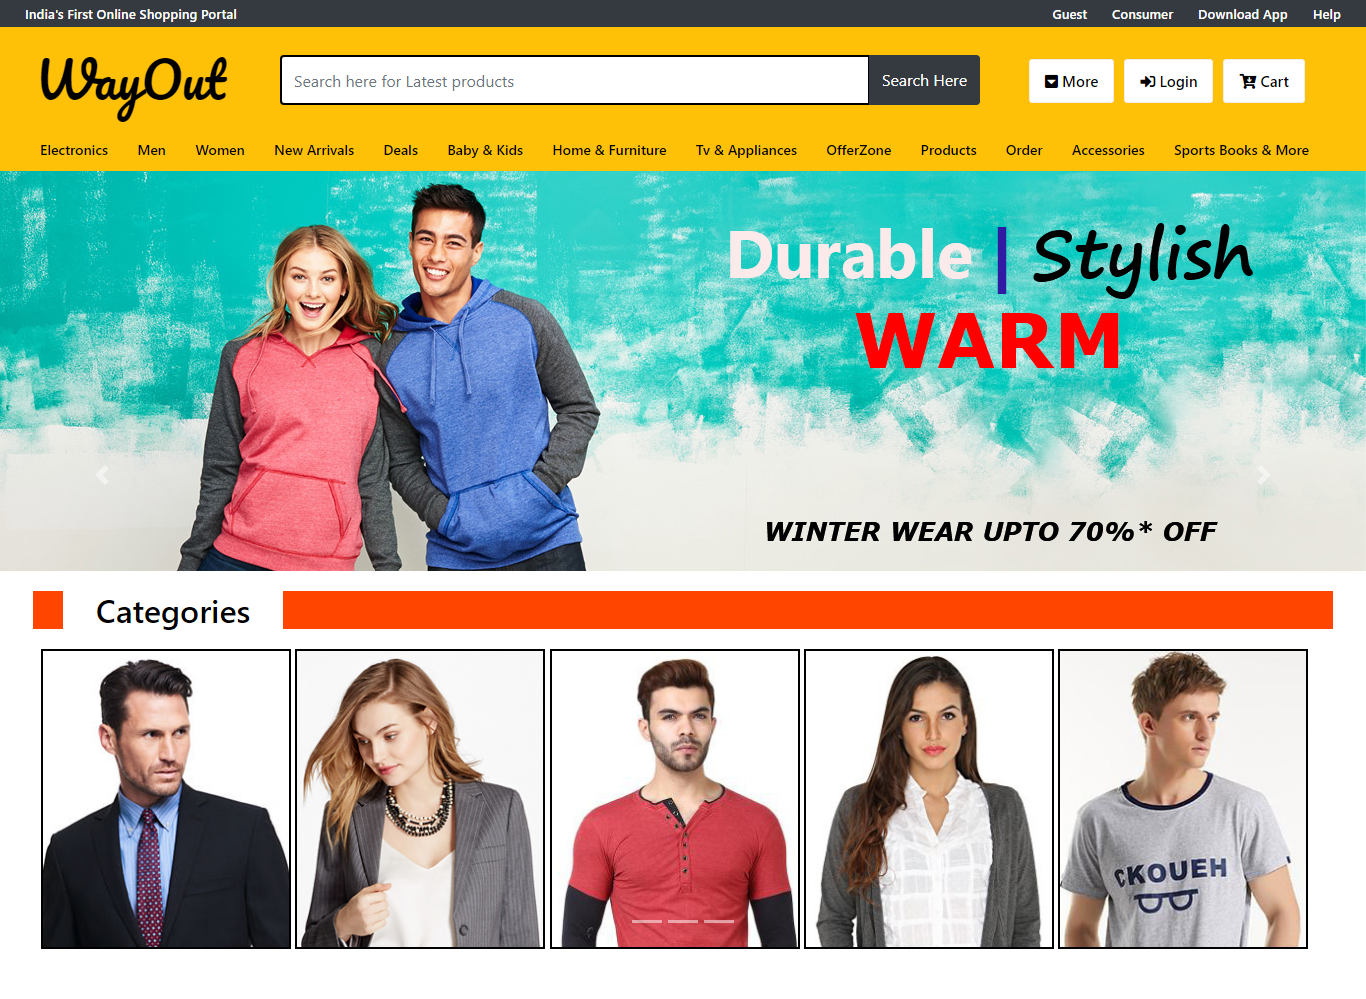 India's First Online Shopping Portal Guest Consumer Download App Help
WayOut Search here for Latest products Search Here More Login Cart
Electronics Men Women New Arrivals Deals Baby & Kids Home & Furniture Tv & Appliances OfferZone Products Order Accessories Sports Books & More
Durable | Stylish
WARM
WINTER WEAR UPTO 70%* OFF
Categories
CKOUEH